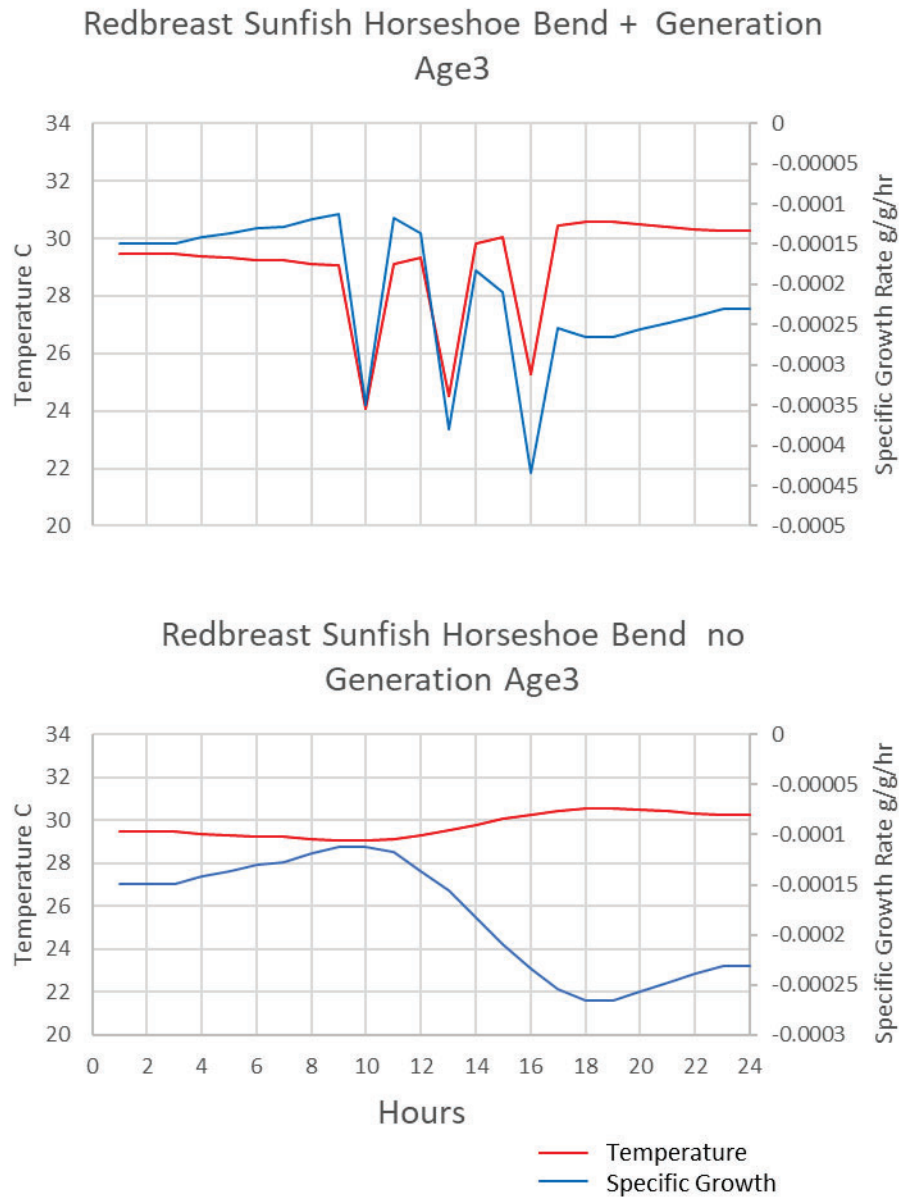 Redbreast Sunfish Horseshoe Bend + Generation
Age3
34
32
30
28
26
24
22
20
Temperature C
0
-0.00005
-0.0001
-0.00015
-0.0002
-0.00025
-0.0003
-0.00035
-0.0004
-0.00045
-0.0005
Specific Growth Rate g/g/hr
Redbreast Sunfish Horseshoe Bend no
Generation Age3
34
32
30
28
26
24
22
20
Temperature C
0
-0.00005
-0.0001
-0.00015
-0.0002
-0.00025
-0.0003
Specific Growth Rate g/g/hr
0 2 4 6 8 10 12 14 16 18 20 22 24
Hours
Temperature
Specific Growth